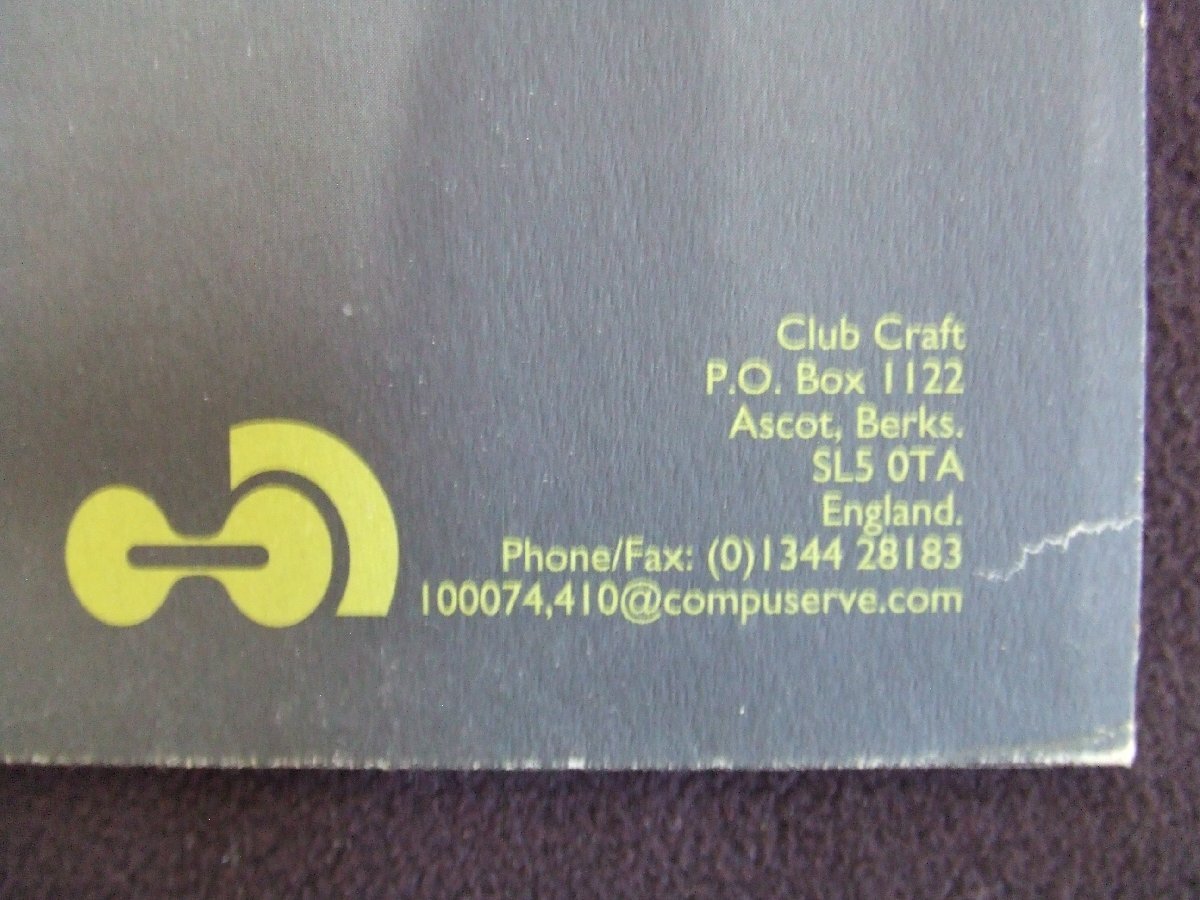 Club Craft
P.O. Box 1122
Ascot, Berks.
SL5 0TA
England.
Phone/Fax: (0)1344 28183
100074,410@compuserve.com